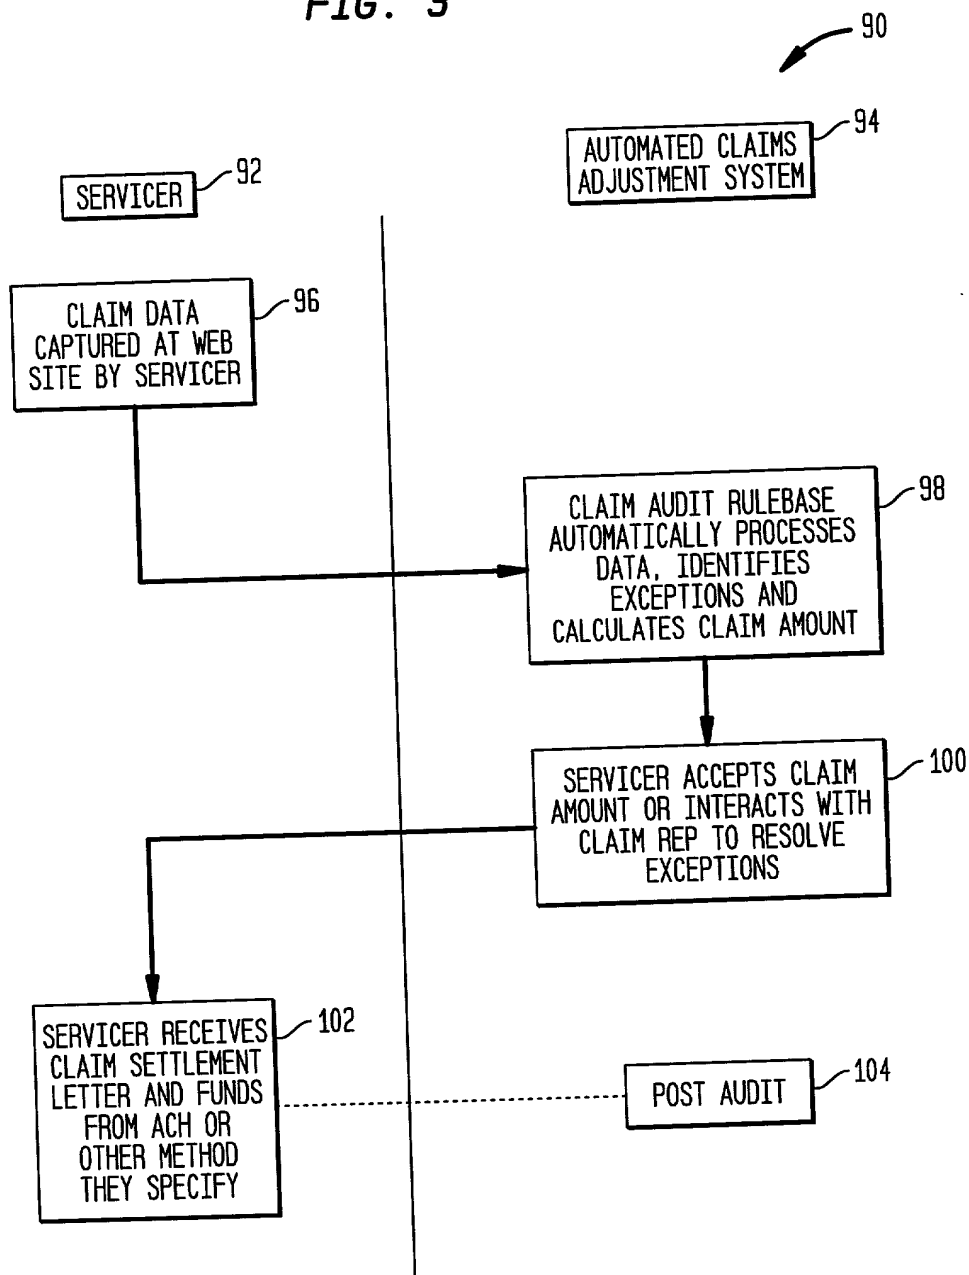 FIG. 3
90
AUTOMATED CLAIMS
ADJUSTMENT SYSTEM
94
SERVICER
92
CLAIM DATA
CAPTURED AT WEB
SITE BY SERVICER
96
CLAIM AUDIT RULEBASE
AUTOMATICALLY PROCESSES
DATA, IDENTIFIES
EXCEPTIONS AND
CALCULATES CLAIM AMOUNT
98
SERVICER ACCEPTS CLAIM
AMOUNT OR INTERACTS WITH
CLAIM REP TO RESOLVE
EXCEPTIONS
100
SERVICER RECEIVES
CLAIM SETTLEMENT
LETTER AND FUNDS
FROM ACH OR
OTHER METHOD
THEY SPECIFY
102
POST AUDIT
104